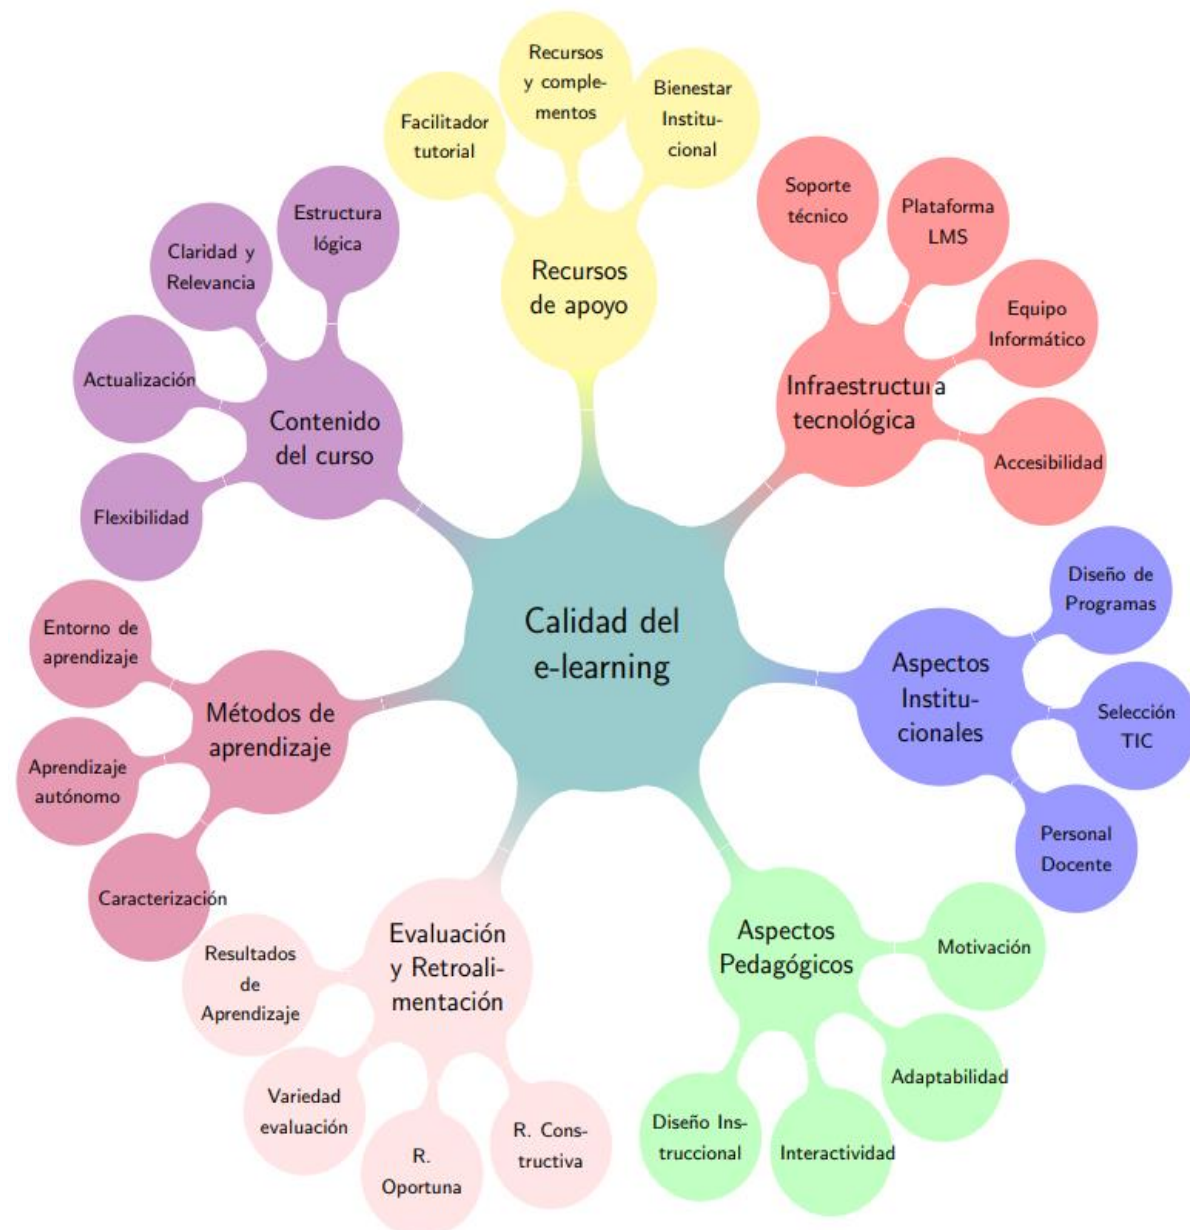 Calidad del
e-learning
Recursos
de apoyo
Facilitador
tutorial
Recursos
y comple-
mentos
Bienestar
Institu-
cional
Infraestructura
tecnológica
Soporte
técnico
Plataforma
LMS
Equipo
Informático
Accesibilidad
Aspectos
Institu-
cionales
Diseño de
Programas
Selección
TIC
Personal
Docente
Aspectos
Pedagógicos
Motivación
Adaptabilidad
Interactividad
Diseño Ins-
truccional
Evaluación
y Retroali-
mentación
R. Cons-
tructiva
R.
Oportuna
Variedad
evaluación
Resultados
de
Aprendizaje
Métodos de
aprendizaje
Caracterización
Aprendizaje
autónomo
Entorno de
aprendizaje
Contenido
del curso
Flexibilidad
Actualización
Claridad y
Relevancia
Estructura
lógica